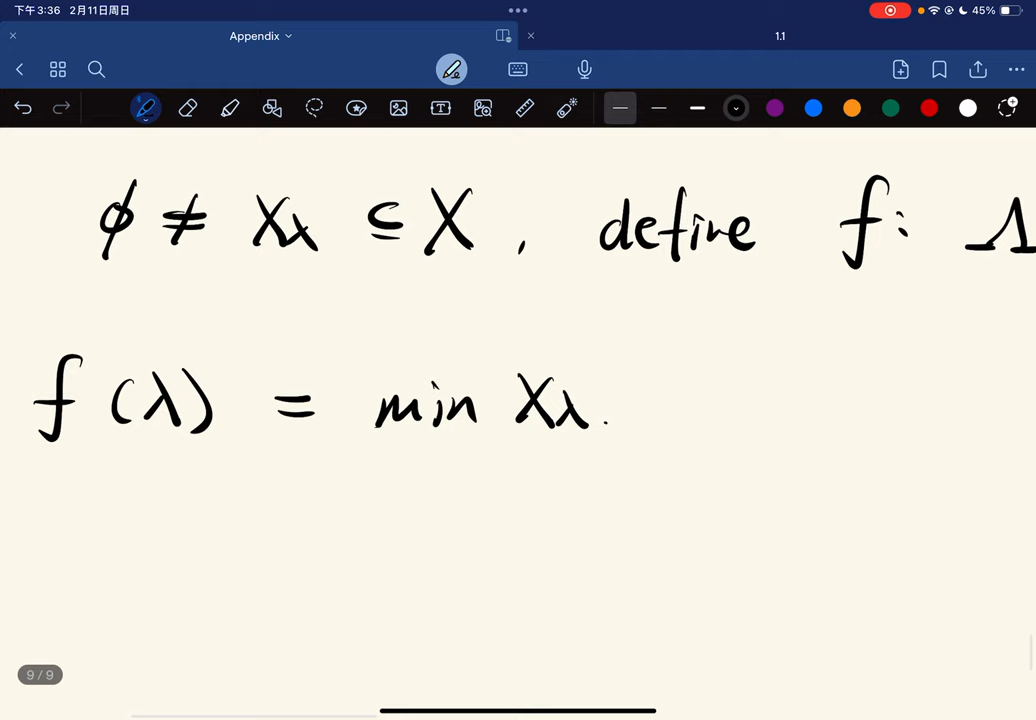 下午3:36 2月11日周日
45%
Appendix
1.1
ϕ ≠ Xλ ⊆ X , define f: Λ
f(λ) = min Xλ.
9 / 9